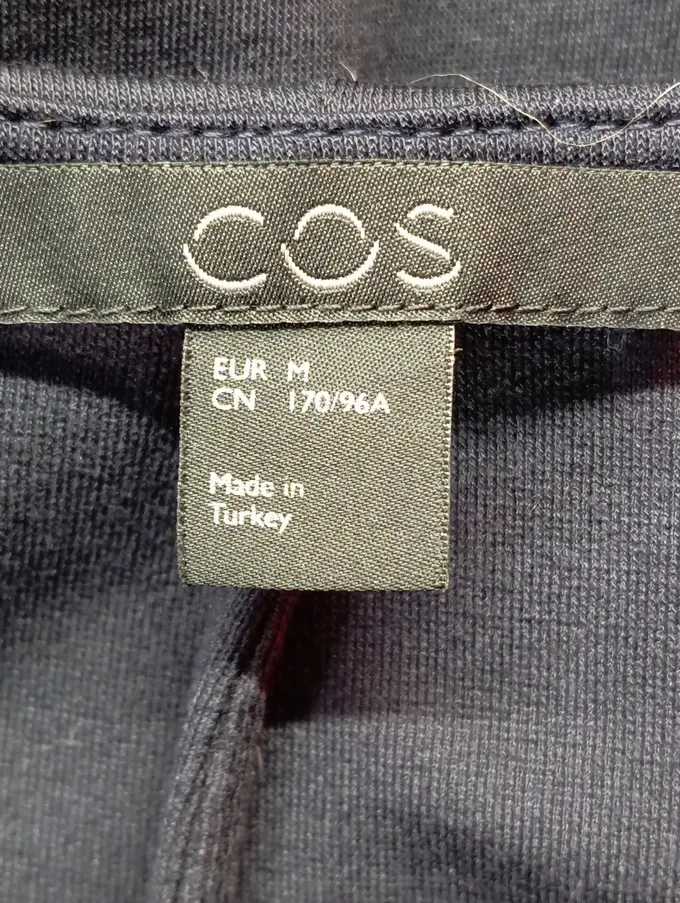 COS
EUR M
CN 170/96A
Made in
Turkey